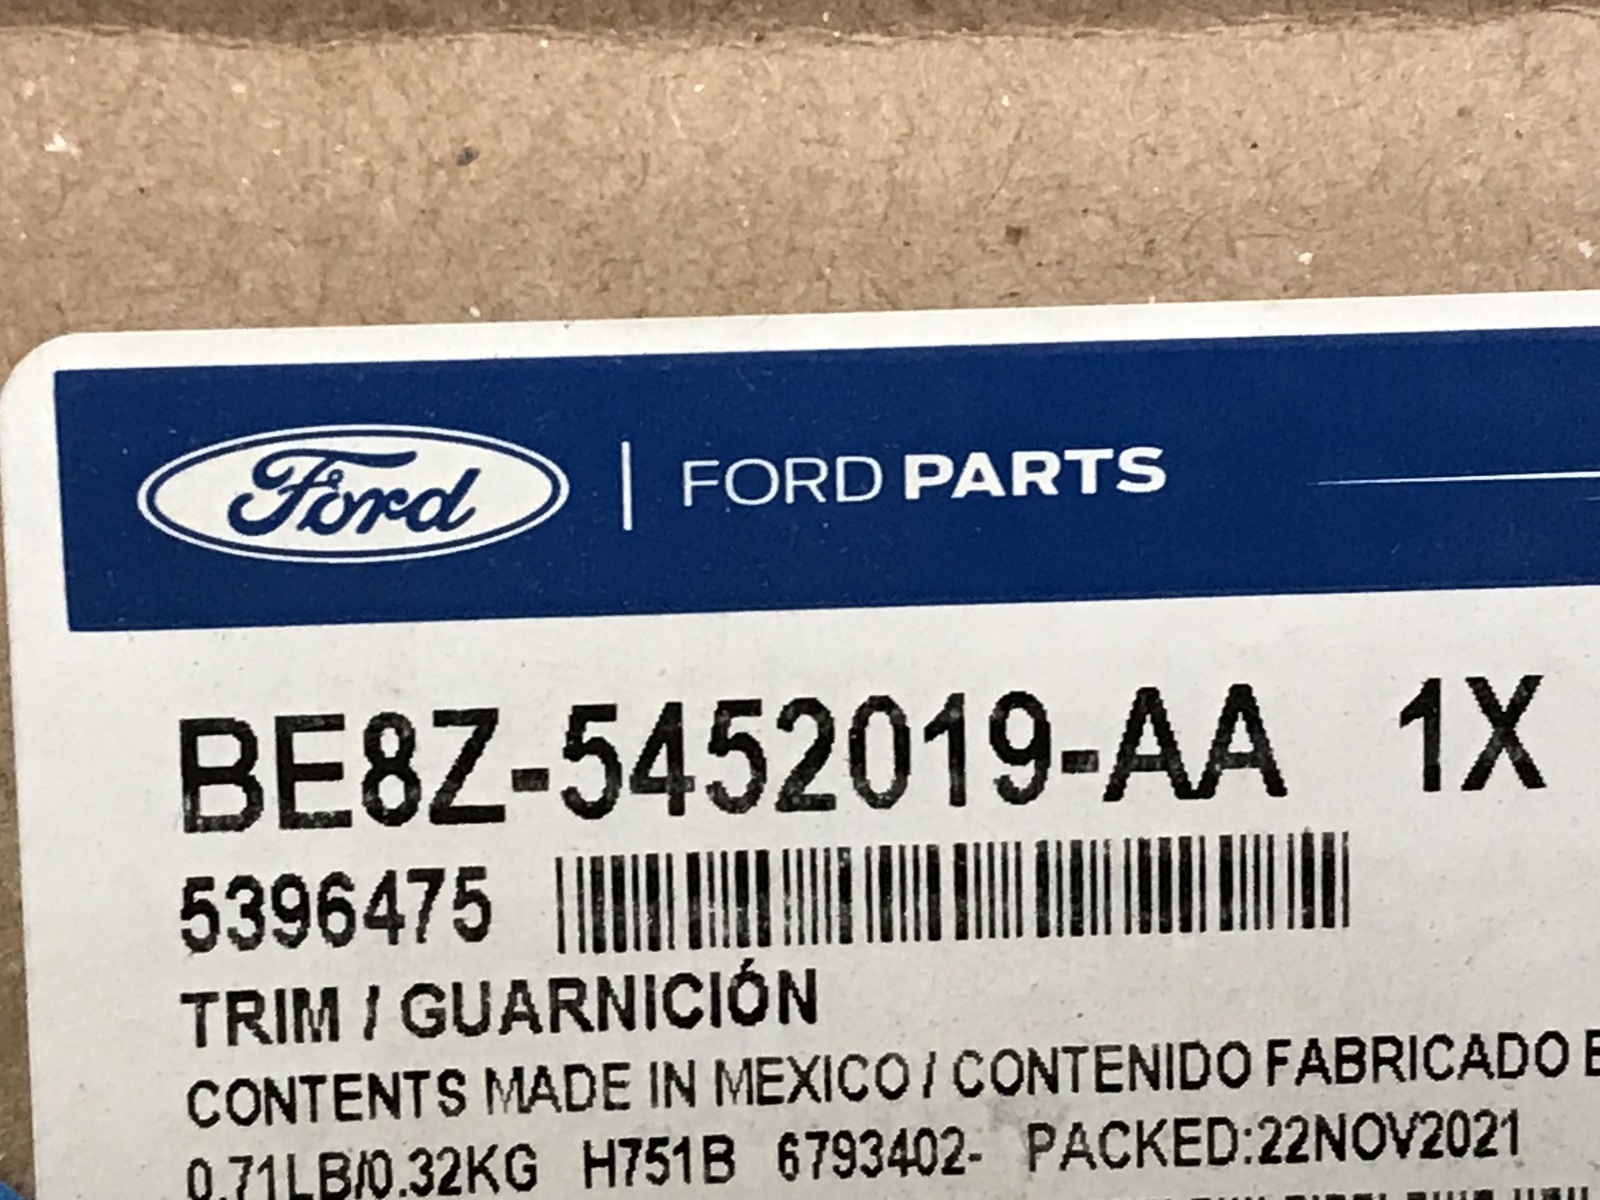 Ford | FORD PARTS
BE8Z-5452019-AA 1X
5396475
TRIM / GUARNICIÓN
CONTENTS MADE IN MEXICO / CONTENIDO FABRICADO
0.71LB/0.32KG H751B 6793402- PACKED:22NOV2021